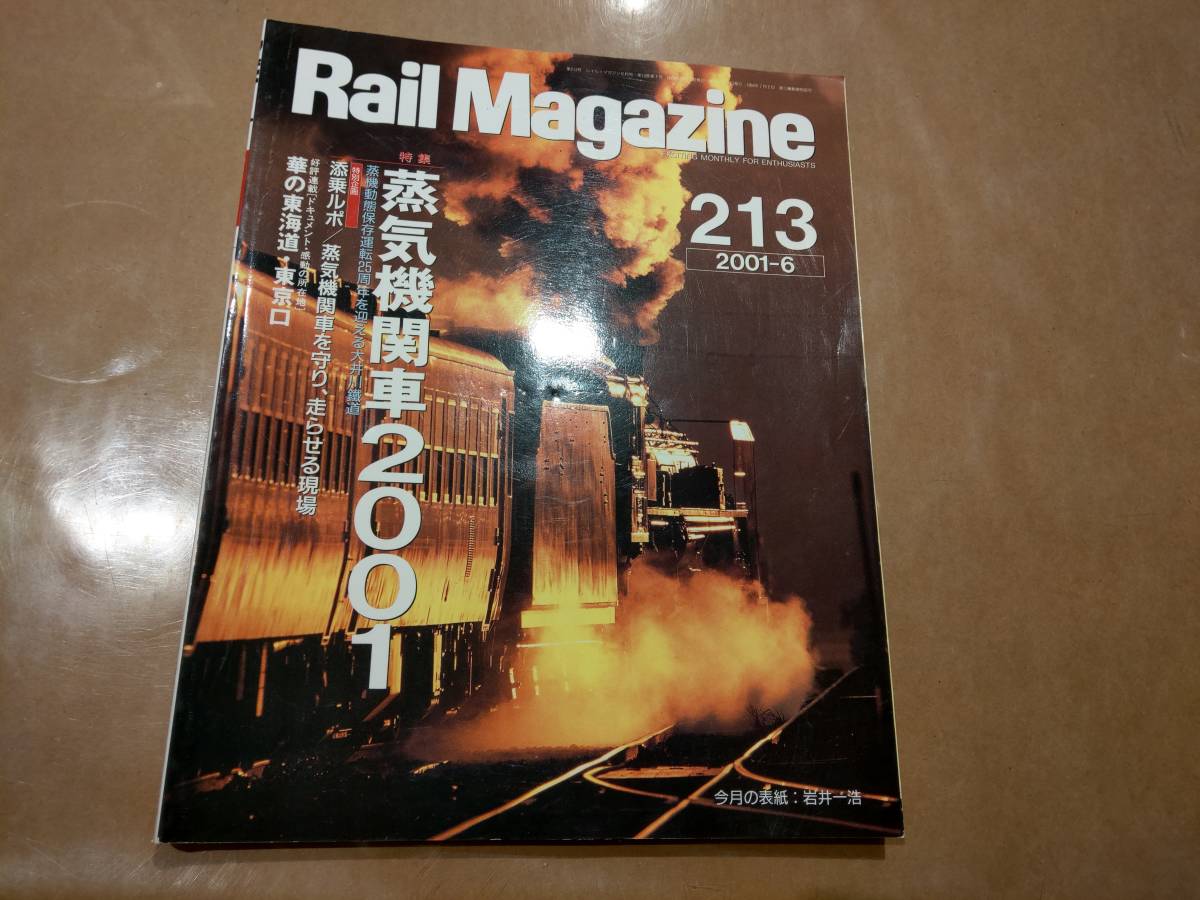 Rail Magazine
EXCITING MONTHLY FOR ENTHUSIASTS
213
2001-6
特集
蒸気機関車2001
蒸機動態保存運転25周年を迎える大井川鐵道
特別企画
添乗ルポ/蒸気機関車を守り、走らせる現場
好評連載[ドキュメント・感動の所在地]
華の東海道・東京口
今月の表紙：岩井一浩